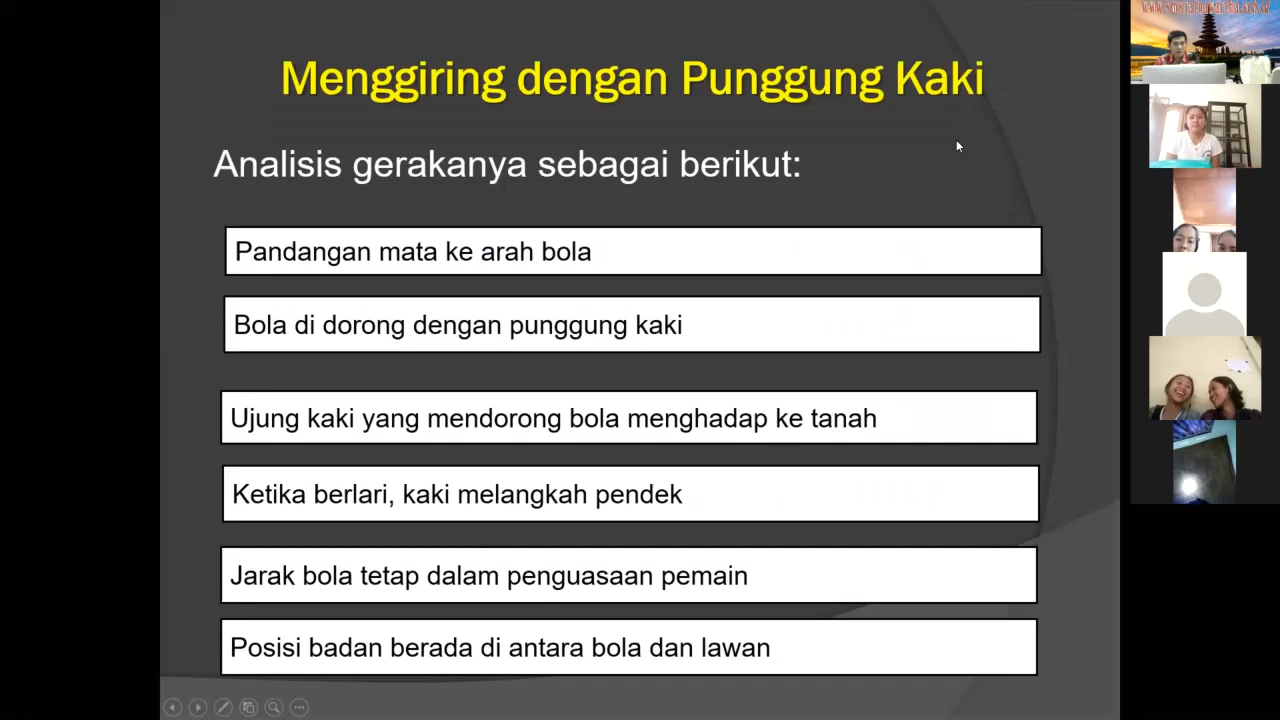 Menggiring dengan Punggung Kaki
Analisis gerakanya sebagai berikut:
Pandangan mata ke arah bola
Bola di dorong dengan punggung kaki
Ujung kaki yang mendorong bola menghadap ke tanah
Ketika berlari, kaki melangkah pendek
Jarak bola tetap dalam penguasaan pemain
Posisi badan berada di antara bola dan lawan